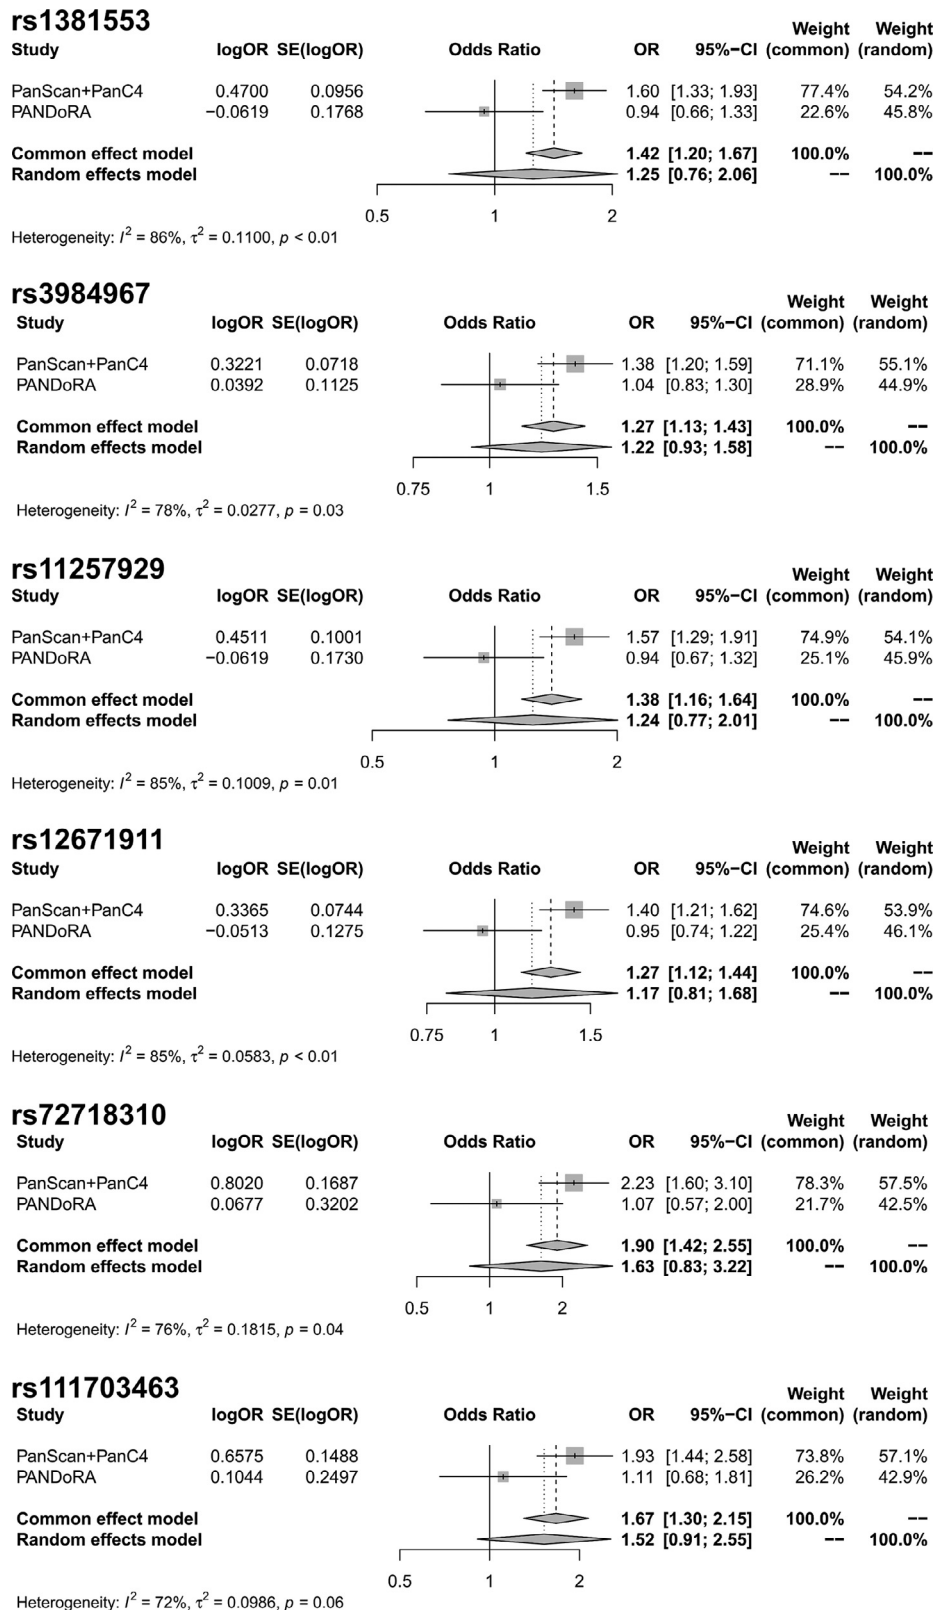 rs1381553
Weight Weight
Study logOR SE(logOR) Odds Ratio OR 95%−CI (common) (random)
PanScan+PanC4 0.4700 0.0956 1.60 [1.33; 1.93] 77.4% 54.2%
PANDoRA −0.0619 0.1768 0.94 [0.66; 1.33] 22.6% 45.8%
Common effect model 1.42 [1.20; 1.67] 100.0% −−
Random effects model 1.25 [0.76; 2.06] −− 100.0%
0.5 1 2
Heterogeneity: I² = 86%, τ² = 0.1100, p < 0.01
rs3984967
Weight Weight
Study logOR SE(logOR) Odds Ratio OR 95%−CI (common) (random)
PanScan+PanC4 0.3221 0.0718 1.38 [1.20; 1.59] 71.1% 55.1%
PANDoRA 0.0392 0.1125 1.04 [0.83; 1.30] 28.9% 44.9%
Common effect model 1.27 [1.13; 1.43] 100.0% −−
Random effects model 1.22 [0.93; 1.58] −− 100.0%
0.75 1 1.5
Heterogeneity: I² = 78%, τ² = 0.0277, p = 0.03
rs11257929
Weight Weight
Study logOR SE(logOR) Odds Ratio OR 95%−CI (common) (random)
PanScan+PanC4 0.4511 0.1001 1.57 [1.29; 1.91] 74.9% 54.1%
PANDoRA −0.0619 0.1730 0.94 [0.67; 1.32] 25.1% 45.9%
Common effect model 1.38 [1.16; 1.64] 100.0% −−
Random effects model 1.24 [0.77; 2.01] −− 100.0%
0.5 1 2
Heterogeneity: I² = 85%, τ² = 0.1009, p = 0.01
rs12671911
Weight Weight
Study logOR SE(logOR) Odds Ratio OR 95%−CI (common) (random)
PanScan+PanC4 0.3365 0.0744 1.40 [1.21; 1.62] 74.6% 53.9%
PANDoRA −0.0513 0.1275 0.95 [0.74; 1.22] 25.4% 46.1%
Common effect model 1.27 [1.12; 1.44] 100.0% −−
Random effects model 1.17 [0.81; 1.68] −− 100.0%
0.75 1 1.5
Heterogeneity: I² = 85%, τ² = 0.0583, p < 0.01
rs72718310
Weight Weight
Study logOR SE(logOR) Odds Ratio OR 95%−CI (common) (random)
PanScan+PanC4 0.8020 0.1687 2.23 [1.60; 3.10] 78.3% 57.5%
PANDoRA 0.0677 0.3202 1.07 [0.57; 2.00] 21.7% 42.5%
Common effect model 1.90 [1.42; 2.55] 100.0% −−
Random effects model 1.63 [0.83; 3.22] −− 100.0%
0.5 1 2
Heterogeneity: I² = 76%, τ² = 0.1815, p = 0.04
rs111703463
Weight Weight
Study logOR SE(logOR) Odds Ratio OR 95%−CI (common) (random)
PanScan+PanC4 0.6575 0.1488 1.93 [1.44; 2.58] 73.8% 57.1%
PANDoRA 0.1044 0.2497 1.11 [0.68; 1.81] 26.2% 42.9%
Common effect model 1.67 [1.30; 2.15] 100.0% −−
Random effects model 1.52 [0.91; 2.55] −− 100.0%
0.5 1 2
Heterogeneity: I² = 72%, τ² = 0.0986, p = 0.06